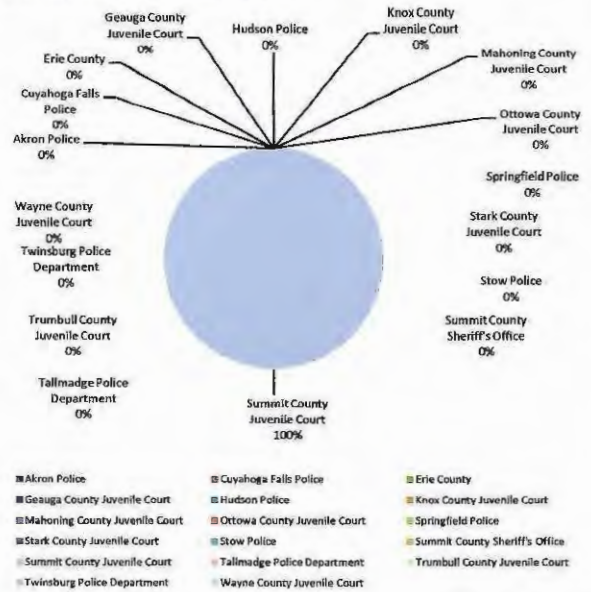 Geauga County
Juvenile Court
0%
Hudson Police
0%
Knox County
Juvenile Court
0%
Erie County
0%
Mahoning County
Juvenile Court
0%
Cuyahoga Falls
Police
0%
Ottowa County
Juvenile Court
0%
Akron Police
0%
Springfield Police
0%
Wayne County
Juvenile Court
0%
Stark County
Juvenile Court
0%
Twinsburg Police
Department
0%
Stow Police
0%
Trumbull County
Juvenile Court
0%
Summit County
Sheriff's Office
0%
Tallmadge Police
Department
0%
Summit County
Juvenile Court
100%
Akron Police Cuyahoga Falls Police Erie County
Geauga County Juvenile Court Hudson Police Knox County Juvenile Court
Mahoning County Juvenile Court Ottowa County Juvenile Court Springfield Police
Stark County Juvenile Court Stow Police Summit County Sheriff's Office
Summit County Juvenile Court Tallmadge Police Department Trumbull County Juvenile Court
Twinsburg Police Department Wayne County Juvenile Court